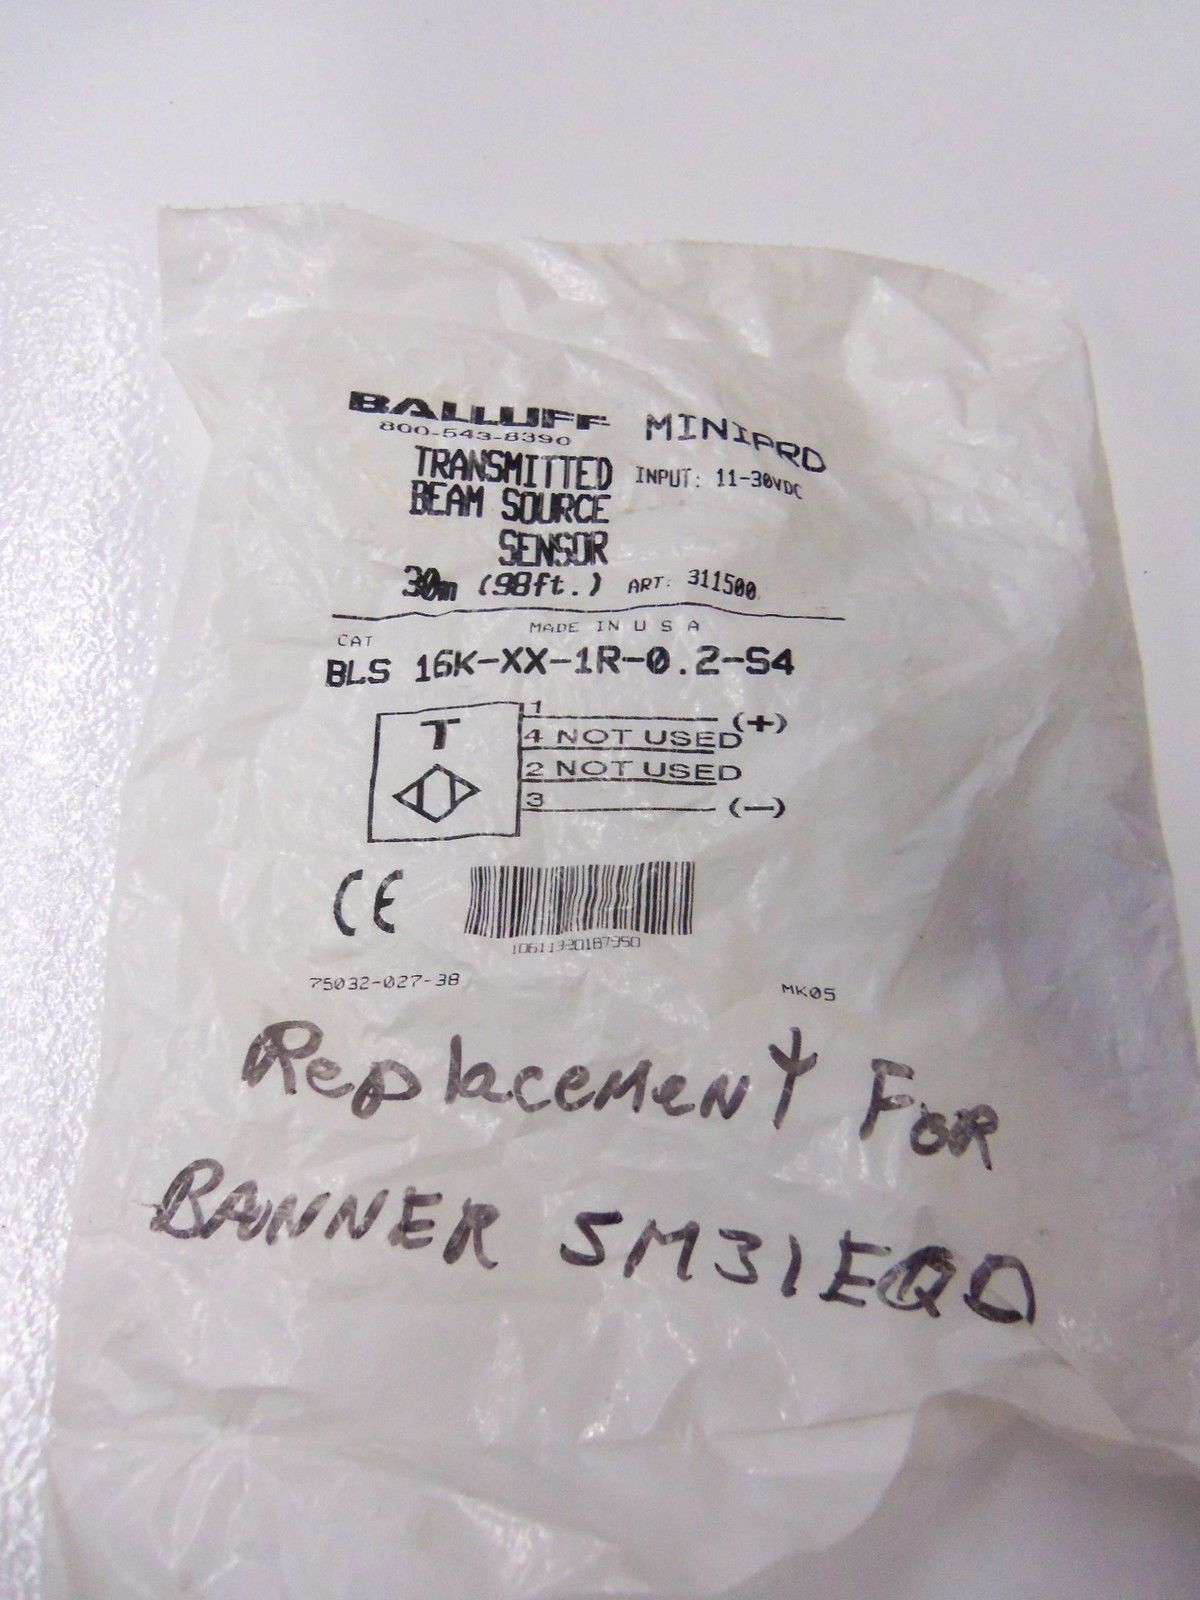 BALLUFF MINIPRO
800-543-8390
TRANSMITTED INPUT: 11-30VDC
BEAM SOURCE
SENSOR
30m (98ft.) ART: 311500
MADE IN U S A
CAT
BLS 16K-XX-1R-0.2-S4
T
1 (+)
4 NOT USED
2 NOT USED
3 (-)
CE
75032-027-38 MK05
Replacement For
BANNER SM31EQD